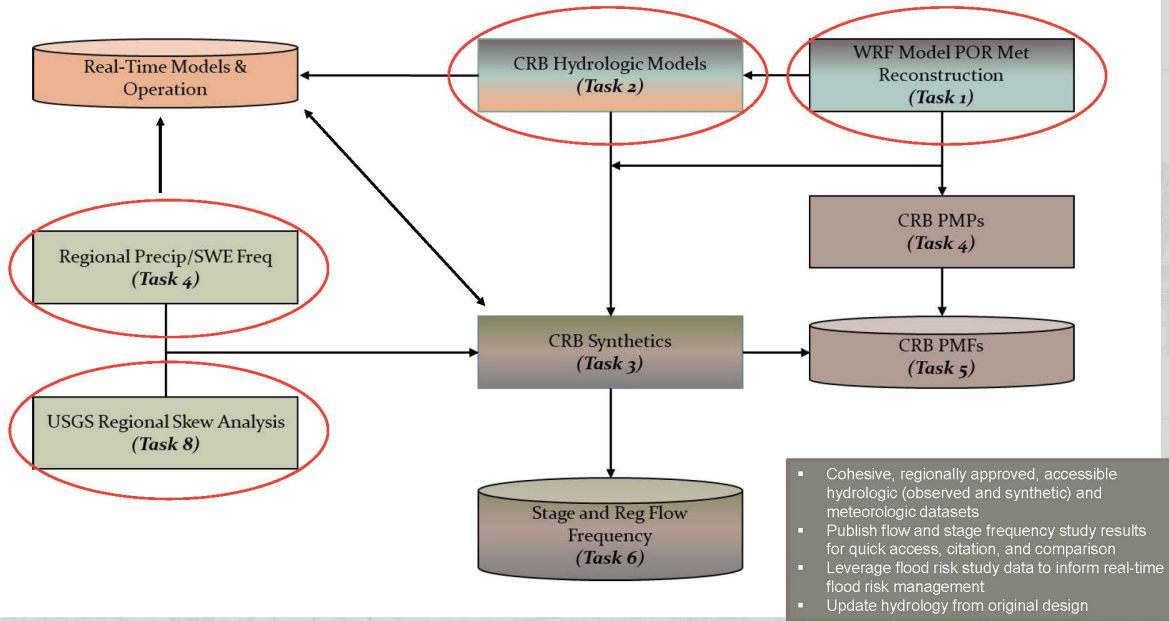 Real-Time Models &
Operation
CRB Hydrologic Models
(Task 2)
WRF Model POR Met
Reconstruction
(Task 1)
Regional Precip/SWE Freq
(Task 4)
CRB PMPs
(Task 4)
CRB Synthetics
(Task 3)
CRB PMFs
(Task 5)
USGS Regional Skew Analysis
(Task 8)
Stage and Reg Flow
Frequency
(Task 6)
▪ Cohesive, regionally approved, accessible
hydrologic (observed and synthetic) and
meteorologic datasets
▪ Publish flow and stage frequency study results
for quick access, citation, and comparison
▪ Leverage flood risk study data to inform real-time
flood risk management
▪ Update hydrology from original design